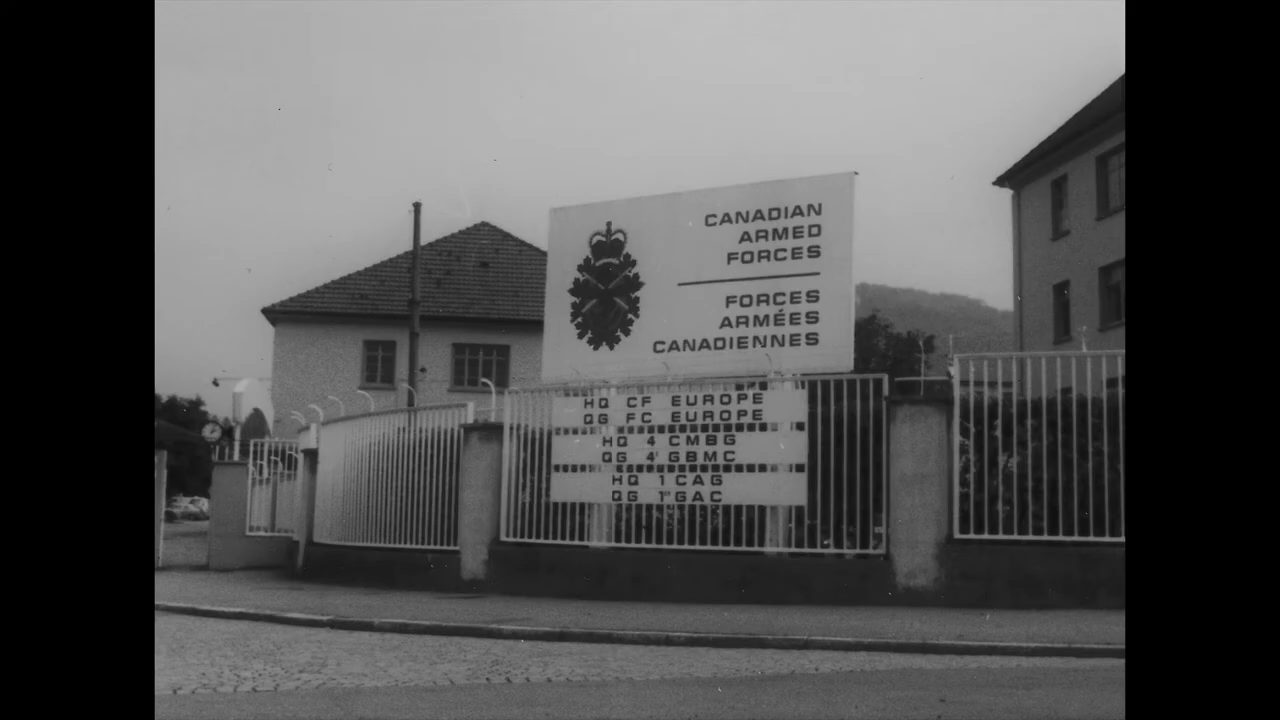 CANADIAN
ARMED
FORCES
FORCES
ARMÉES
CANADIENNES
HQ CF EUROPE
QG FC EUROPE
HQ 4 CMBG
QG 4ᵉ GBMC
HQ 1 CAG
QG 1ᵉʳ GAC